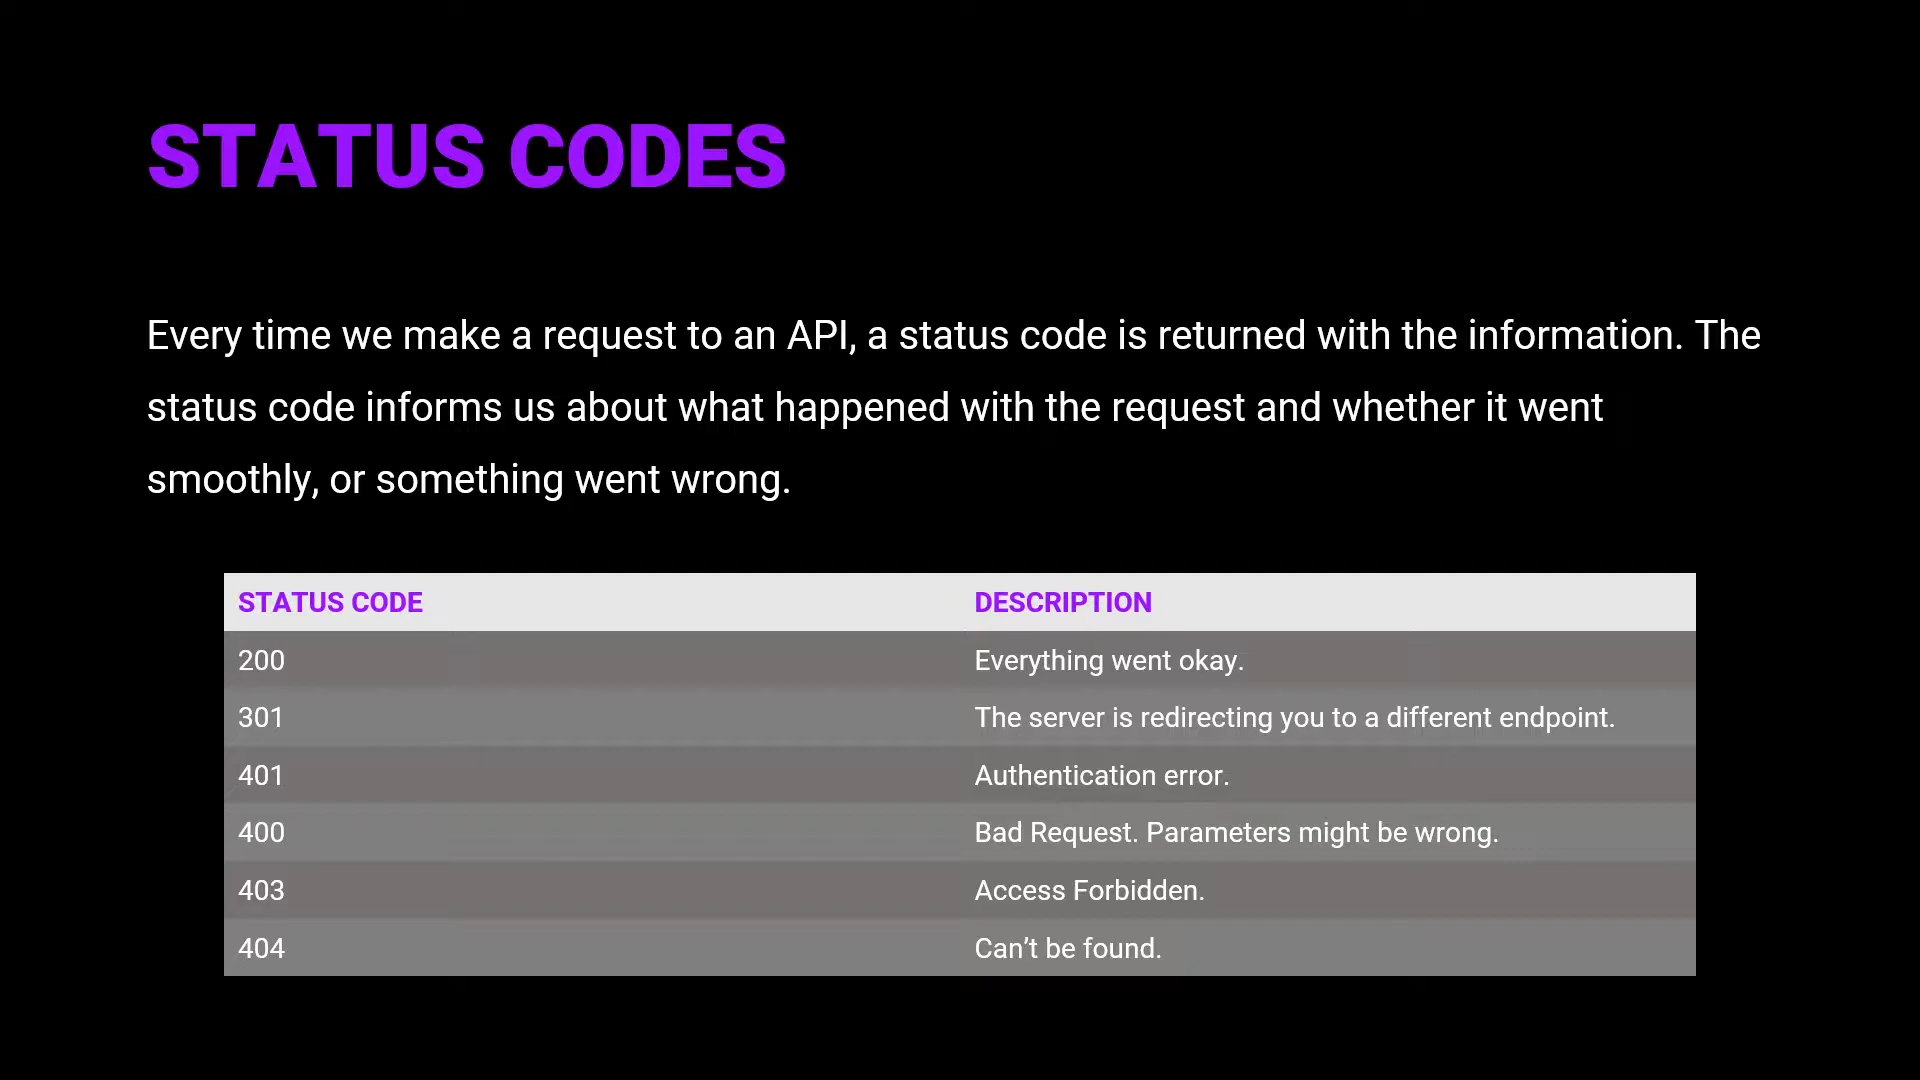 STATUS CODES
Every time we make a request to an API, a status code is returned with the information. The
status code informs us about what happened with the request and whether it went
smoothly, or something went wrong.
STATUS CODE DESCRIPTION
200 Everything went okay.
301 The server is redirecting you to a different endpoint.
401 Authentication error.
400 Bad Request. Parameters might be wrong.
403 Access Forbidden.
404 Can’t be found.